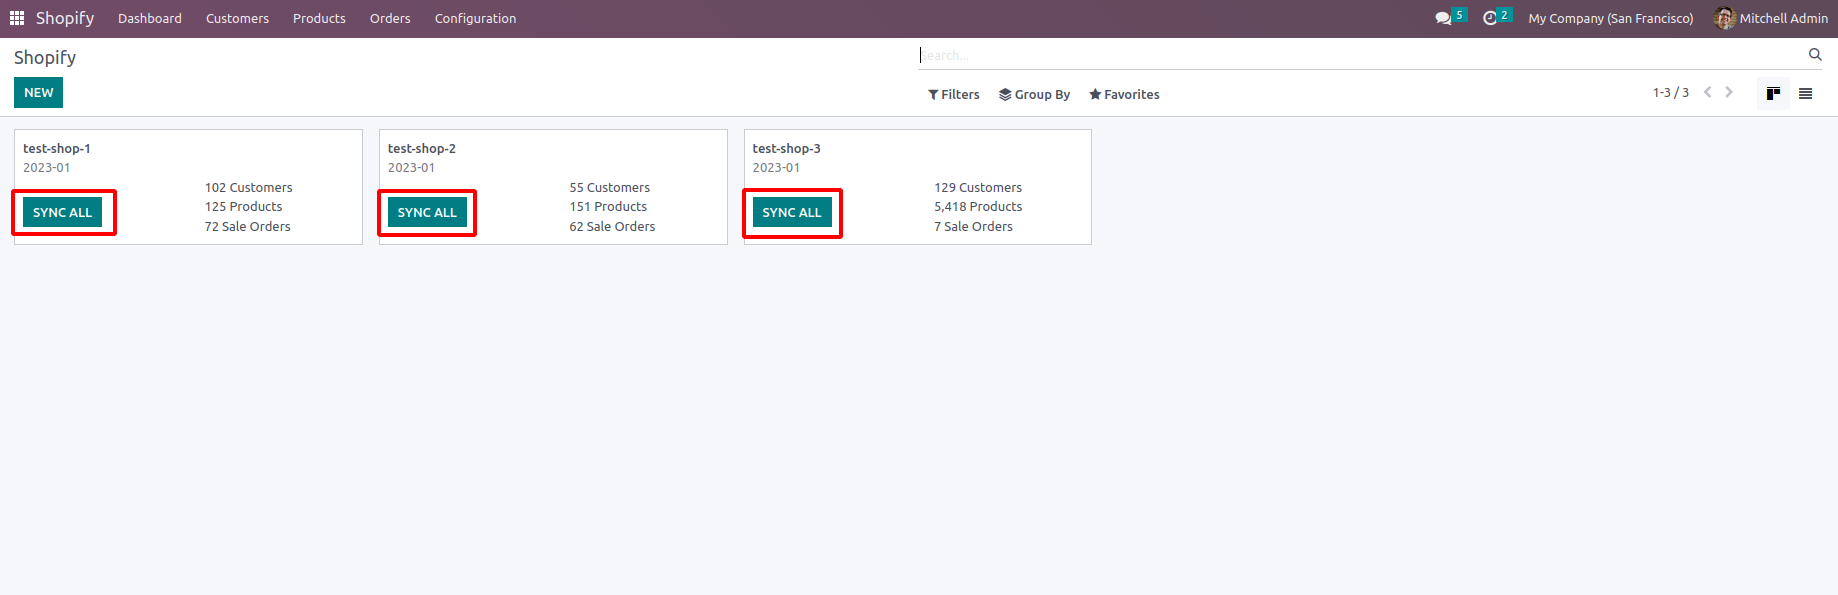 Shopify Dashboard Customers Products Orders Configuration 5 2 My Company (San Francisco) Mitchell Admin
Shopify
Search...
NEW
Filters Group By Favorites 1-3 / 3
test-shop-1
2023-01
102 Customers
125 Products
72 Sale Orders
SYNC ALL
test-shop-2
2023-01
55 Customers
151 Products
62 Sale Orders
SYNC ALL
test-shop-3
2023-01
129 Customers
5,418 Products
7 Sale Orders
SYNC ALL